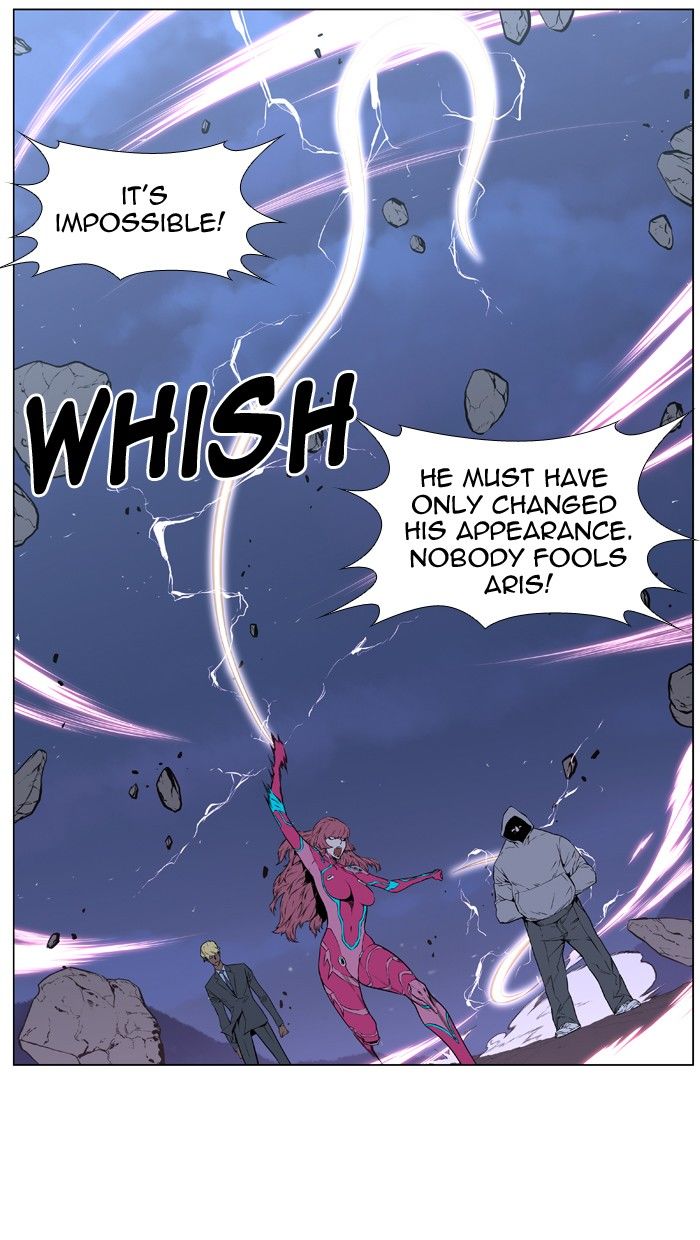 IT'S
IMPOSSIBLE!
WHISH
HE MUST HAVE
ONLY CHANGED
HIS APPEARANCE.
NOBODY FOOLS
ARIS!